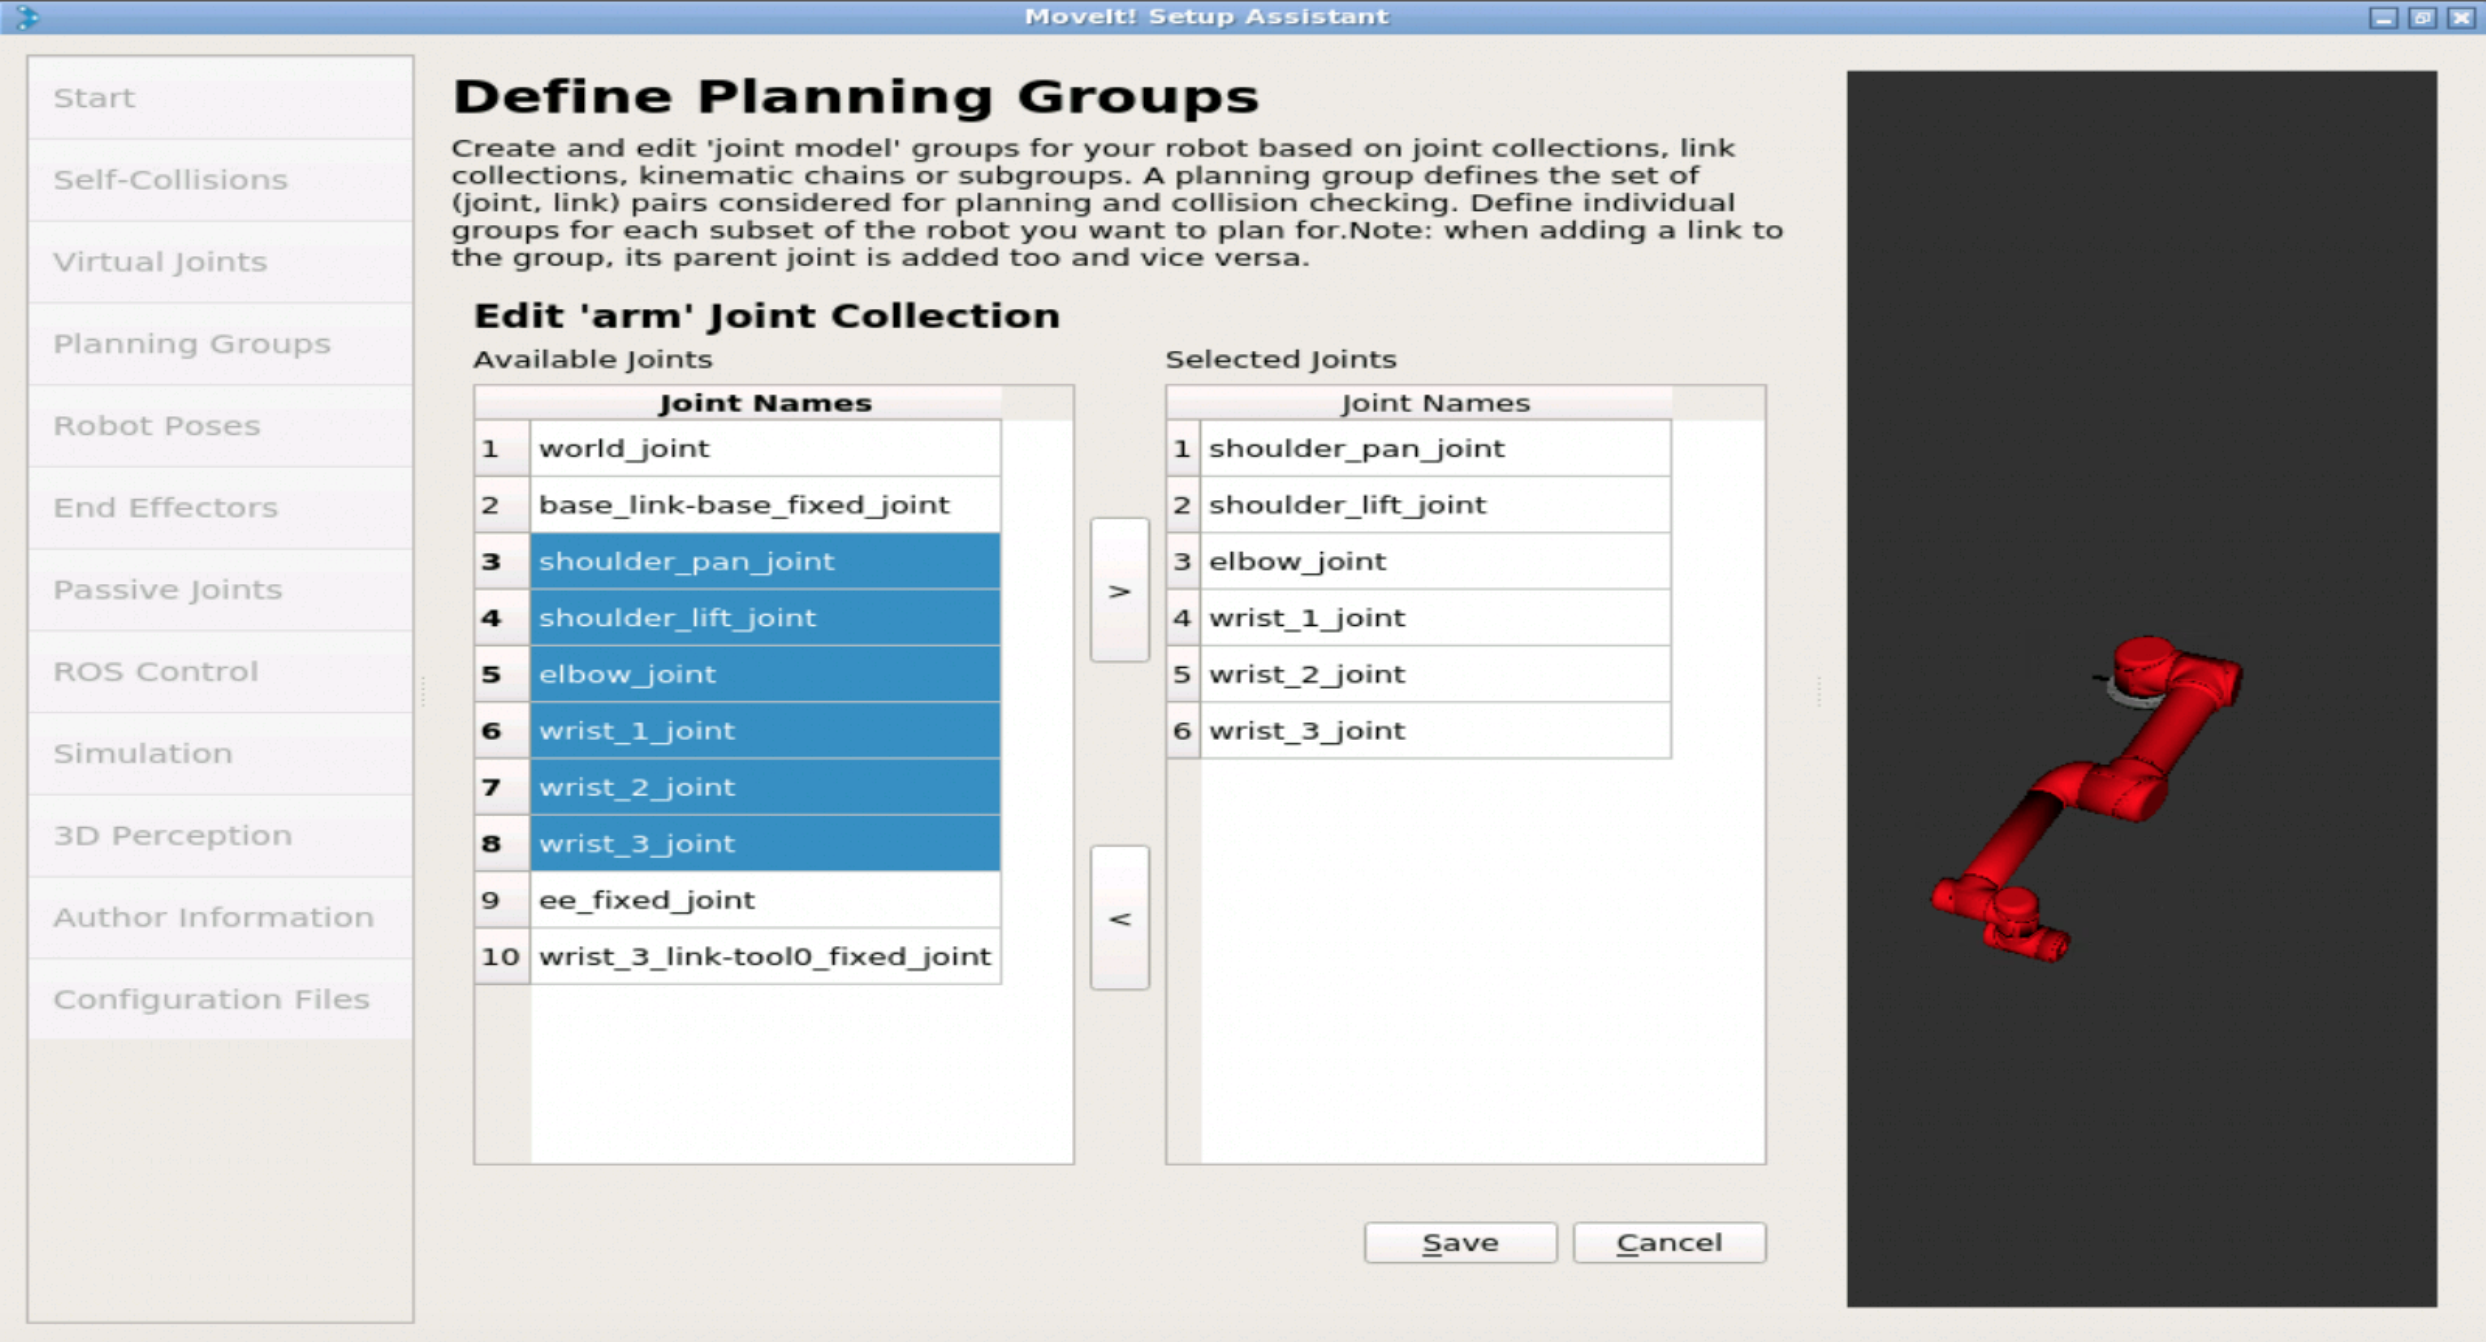 MoveIt! Setup Assistant
Start
Self-Collisions
Virtual Joints
Planning Groups
Robot Poses
End Effectors
Passive Joints
ROS Control
Simulation
3D Perception
Author Information
Configuration Files
Define Planning Groups
Create and edit 'joint model' groups for your robot based on joint collections, link
collections, kinematic chains or subgroups. A planning group defines the set of
(joint, link) pairs considered for planning and collision checking. Define individual
groups for each subset of the robot you want to plan for.Note: when adding a link to
the group, its parent joint is added too and vice versa.
Edit 'arm' Joint Collection
Available Joints
Joint Names
1 world_joint
2 base_link-base_fixed_joint
3 shoulder_pan_joint
4 shoulder_lift_joint
5 elbow_joint
6 wrist_1_joint
7 wrist_2_joint
8 wrist_3_joint
9 ee_fixed_joint
10 wrist_3_link-tool0_fixed_joint
>
<
Selected Joints
Joint Names
1 shoulder_pan_joint
2 shoulder_lift_joint
3 elbow_joint
4 wrist_1_joint
5 wrist_2_joint
6 wrist_3_joint
Save Cancel